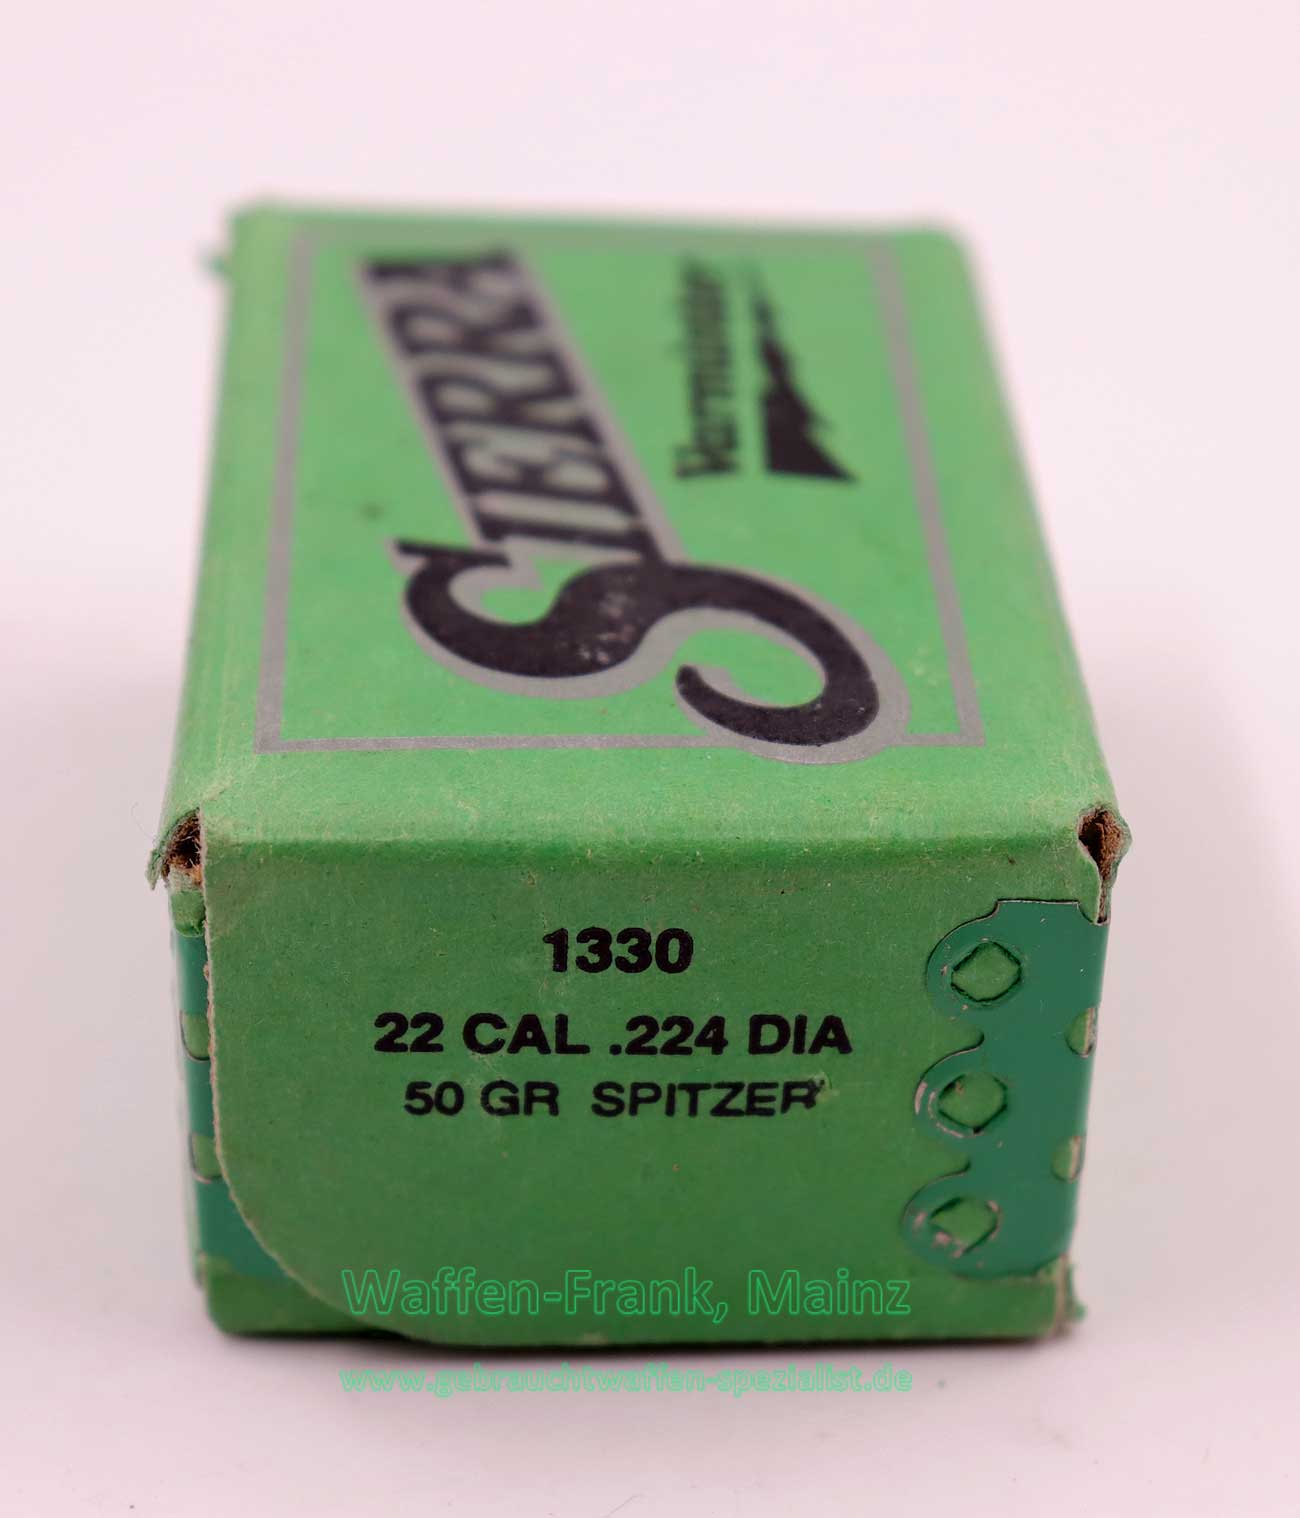 SIERRA
Varminter
1330
22 CAL .224 DIA
50 GR SPITZER
Waffen-Frank, Mainz
www.gebrauchtwaffen-spezialist.de